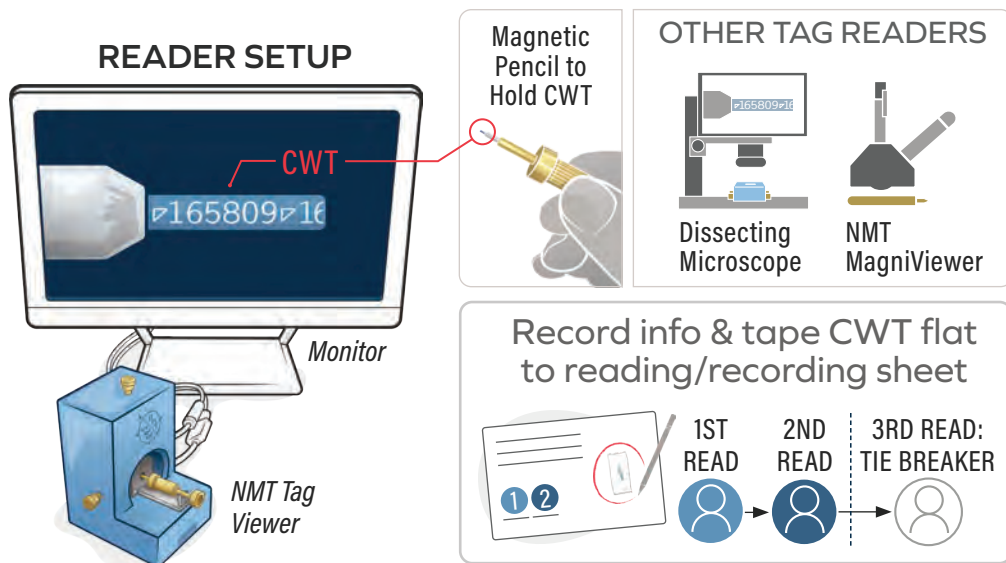 READER SETUP
CWT
▿165809▿16
Monitor
NMT Tag
Viewer
Magnetic
Pencil to
Hold CWT
OTHER TAG READERS
▿165809▿16
Dissecting
Microscope
NMT
MagniViewer
Record info & tape CWT flat
to reading/recording sheet
1 2
1ST
READ
2ND
READ
3RD READ:
TIE BREAKER